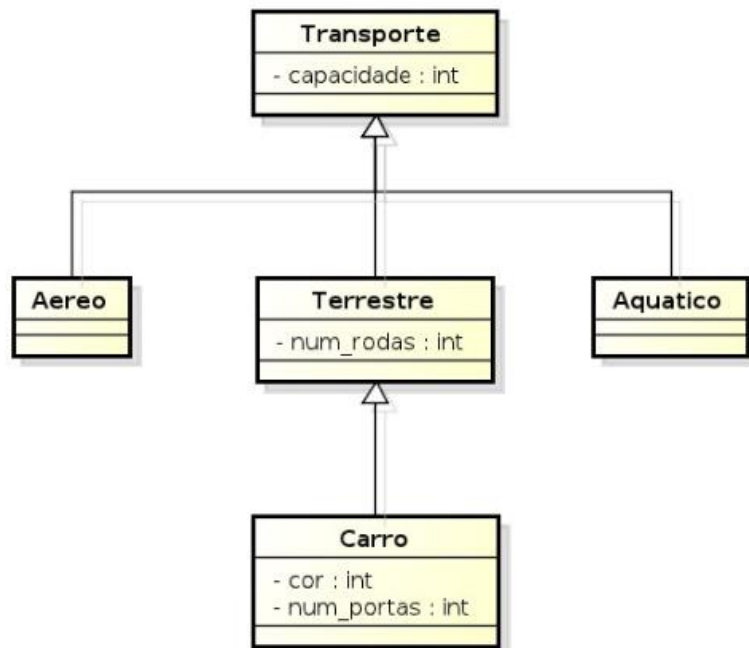 Transporte
- capacidade : int
Aereo
Terrestre
Aquatico
- num_rodas : int
Carro
- cor : int
- num_portas : int